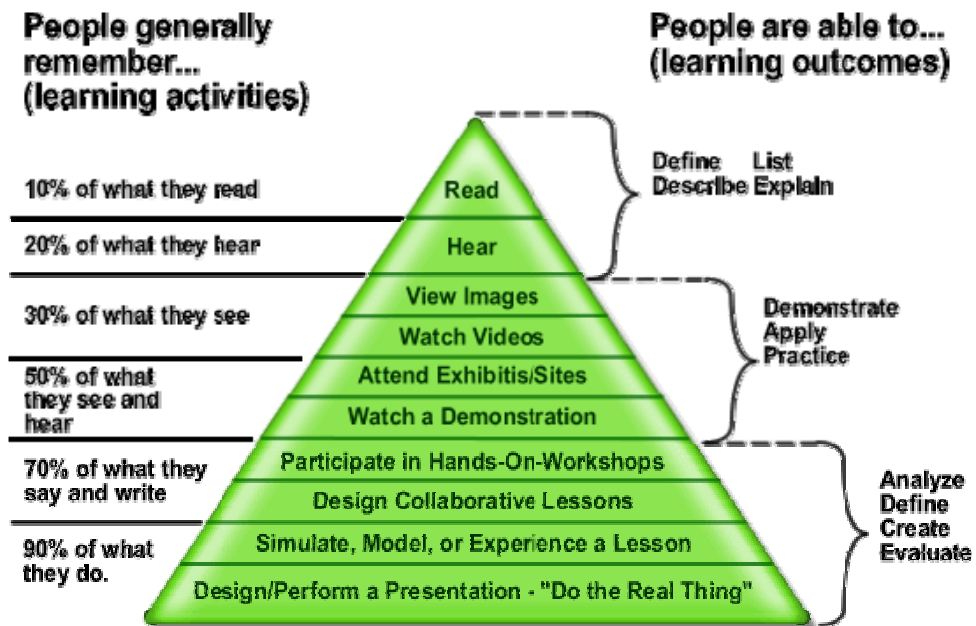 People generally
remember...
(learning activities)
People are able to...
(learning outcomes)
10% of what they read
20% of what they hear
30% of what they see
50% of what
they see and
hear
70% of what they
say and write
90% of what
they do.
Read
Hear
View Images
Watch Videos
Attend Exhibitis/Sites
Watch a Demonstration
Participate in Hands-On-Workshops
Design Collaborative Lessons
Simulate, Model, or Experience a Lesson
Design/Perform a Presentation - "Do the Real Thing"
Define List
Describe Explain
Demonstrate
Apply
Practice
Analyze
Define
Create
Evaluate